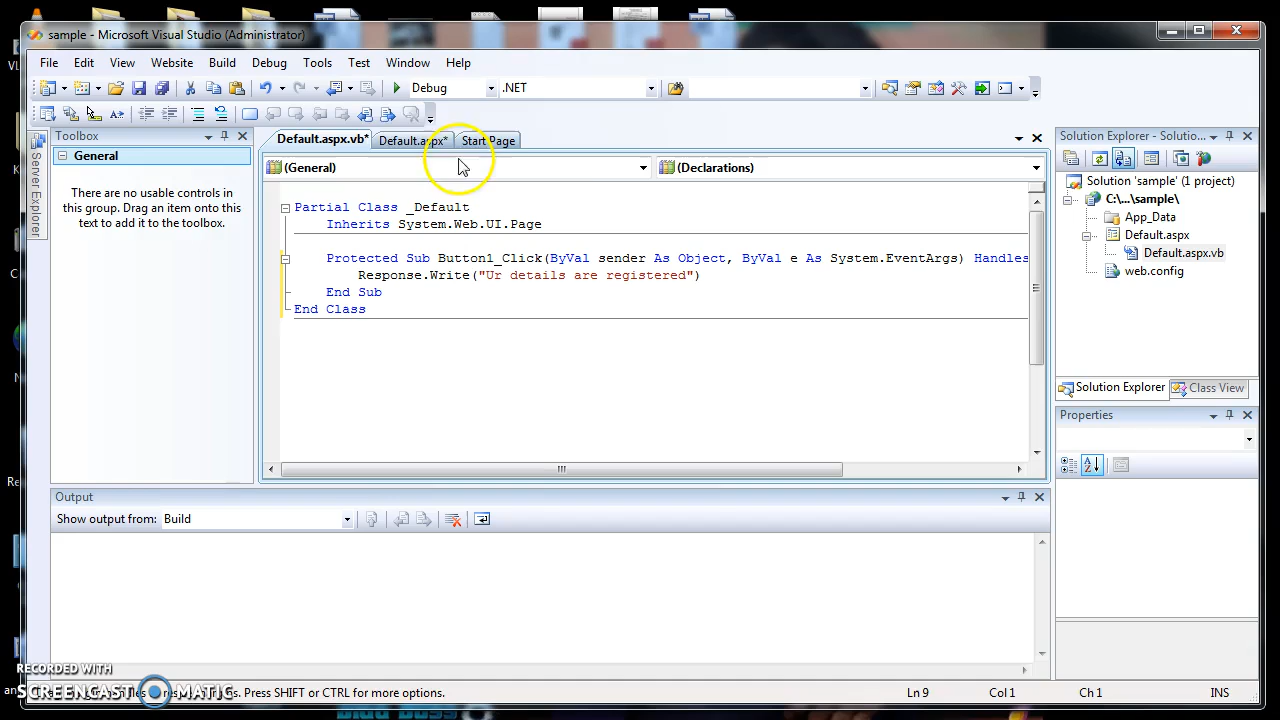 sample - Microsoft Visual Studio (Administrator)
File Edit View Website Build Debug Tools Test Window Help
Debug .NET
Toolbox
Default.aspx.vb* Default.aspx* Start Page
Solution Explorer - Solutio...
Server Explorer
General
(General) (Declarations)
There are no usable controls in
this group. Drag an item onto this
text to add it to the toolbox.
Solution 'sample' (1 project)
C:\...\sample\
App_Data
Default.aspx
Default.aspx.vb
web.config
Partial Class _Default
Inherits System.Web.UI.Page
Protected Sub Button1_Click(ByVal sender As Object, ByVal e As System.EventArgs) Handles
Response.Write("Ur details are registered")
End Sub
End Class
Solution Explorer Class View
Properties
Output
Show output from: Build
RECORDED WITH
SCREENCAST MATIC
. Press SHIFT or CTRL for more options.
Ln 9 Col 1 Ch 1 INS